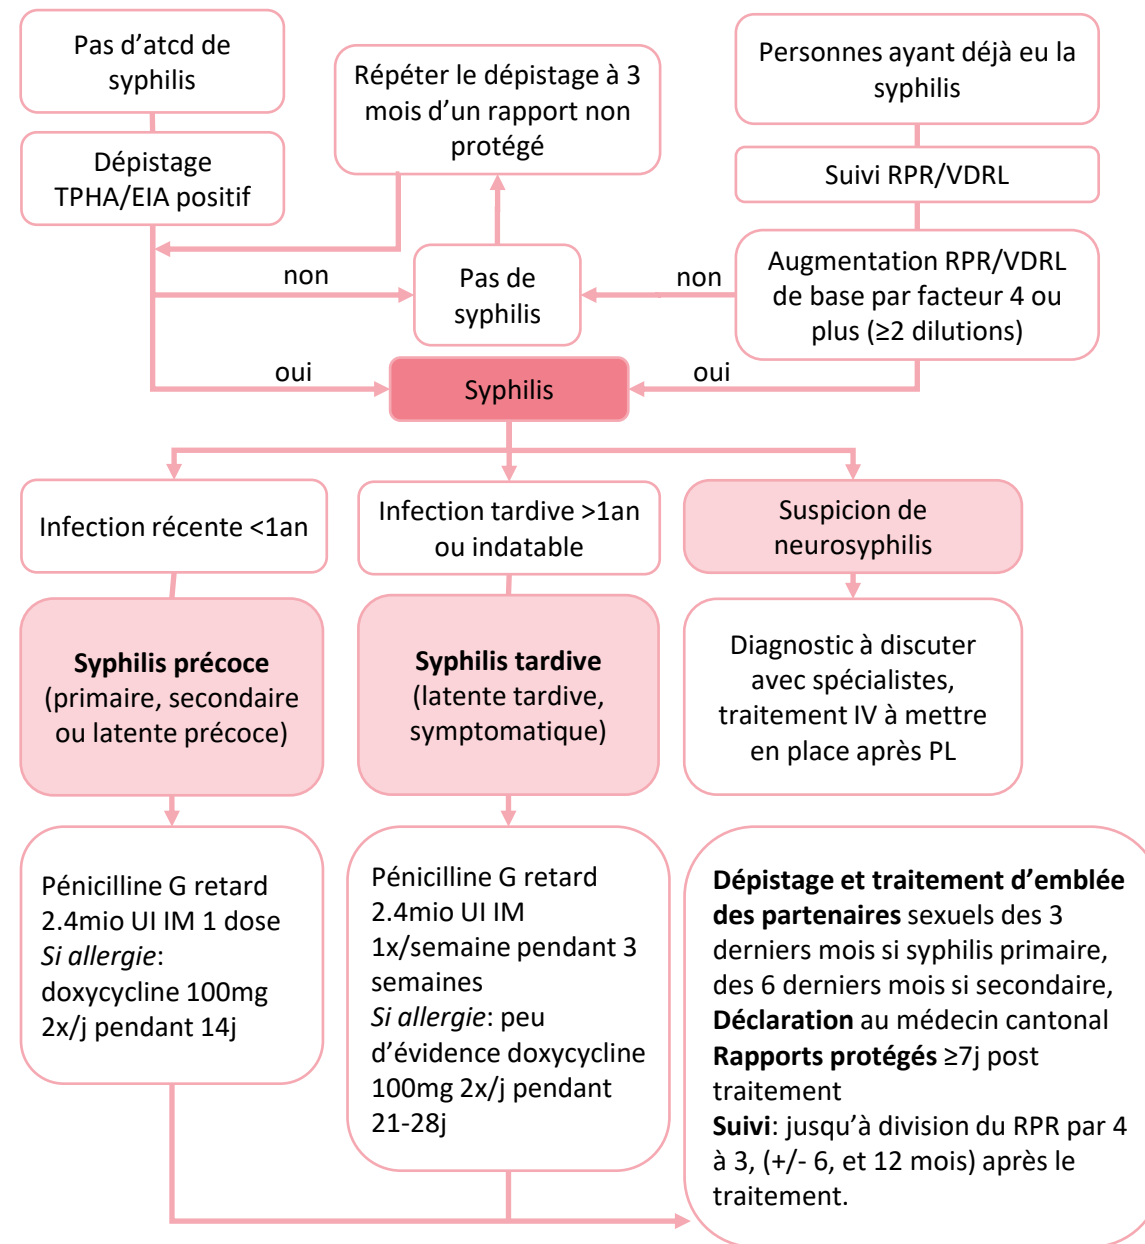 Pas d’atcd de
syphilis
Répéter le dépistage à 3
mois d’un rapport non
protégé
Personnes ayant déjà eu la
syphilis
Dépistage
TPHA/EIA positif
Suivi RPR/VDRL
non
Pas de
syphilis
non
Augmentation RPR/VDRL
de base par facteur 4 ou
plus (≥2 dilutions)
oui
Syphilis
oui
Infection récente <1an
Infection tardive >1an
ou indatable
Suspicion de
neurosyphilis
Syphilis précoce
(primaire, secondaire
ou latente précoce)
Syphilis tardive
(latente tardive,
symptomatique)
Diagnostic à discuter
avec spécialistes,
traitement IV à mettre
en place après PL
Pénicilline G retard
2.4mio UI IM 1 dose
Si allergie:
doxycycline 100mg
2x/j pendant 14j
Pénicilline G retard
2.4mio UI IM
1x/semaine pendant 3
semaines
Si allergie: peu
d’évidence doxycycline
100mg 2x/j pendant
21-28j
Dépistage et traitement d’emblée
des partenaires sexuels des 3
derniers mois si syphilis primaire,
des 6 derniers mois si secondaire,
Déclaration au médecin cantonal
Rapports protégés ≥7j post
traitement
Suivi: jusqu’à division du RPR par 4
à 3, (+/- 6, et 12 mois) après le
traitement.